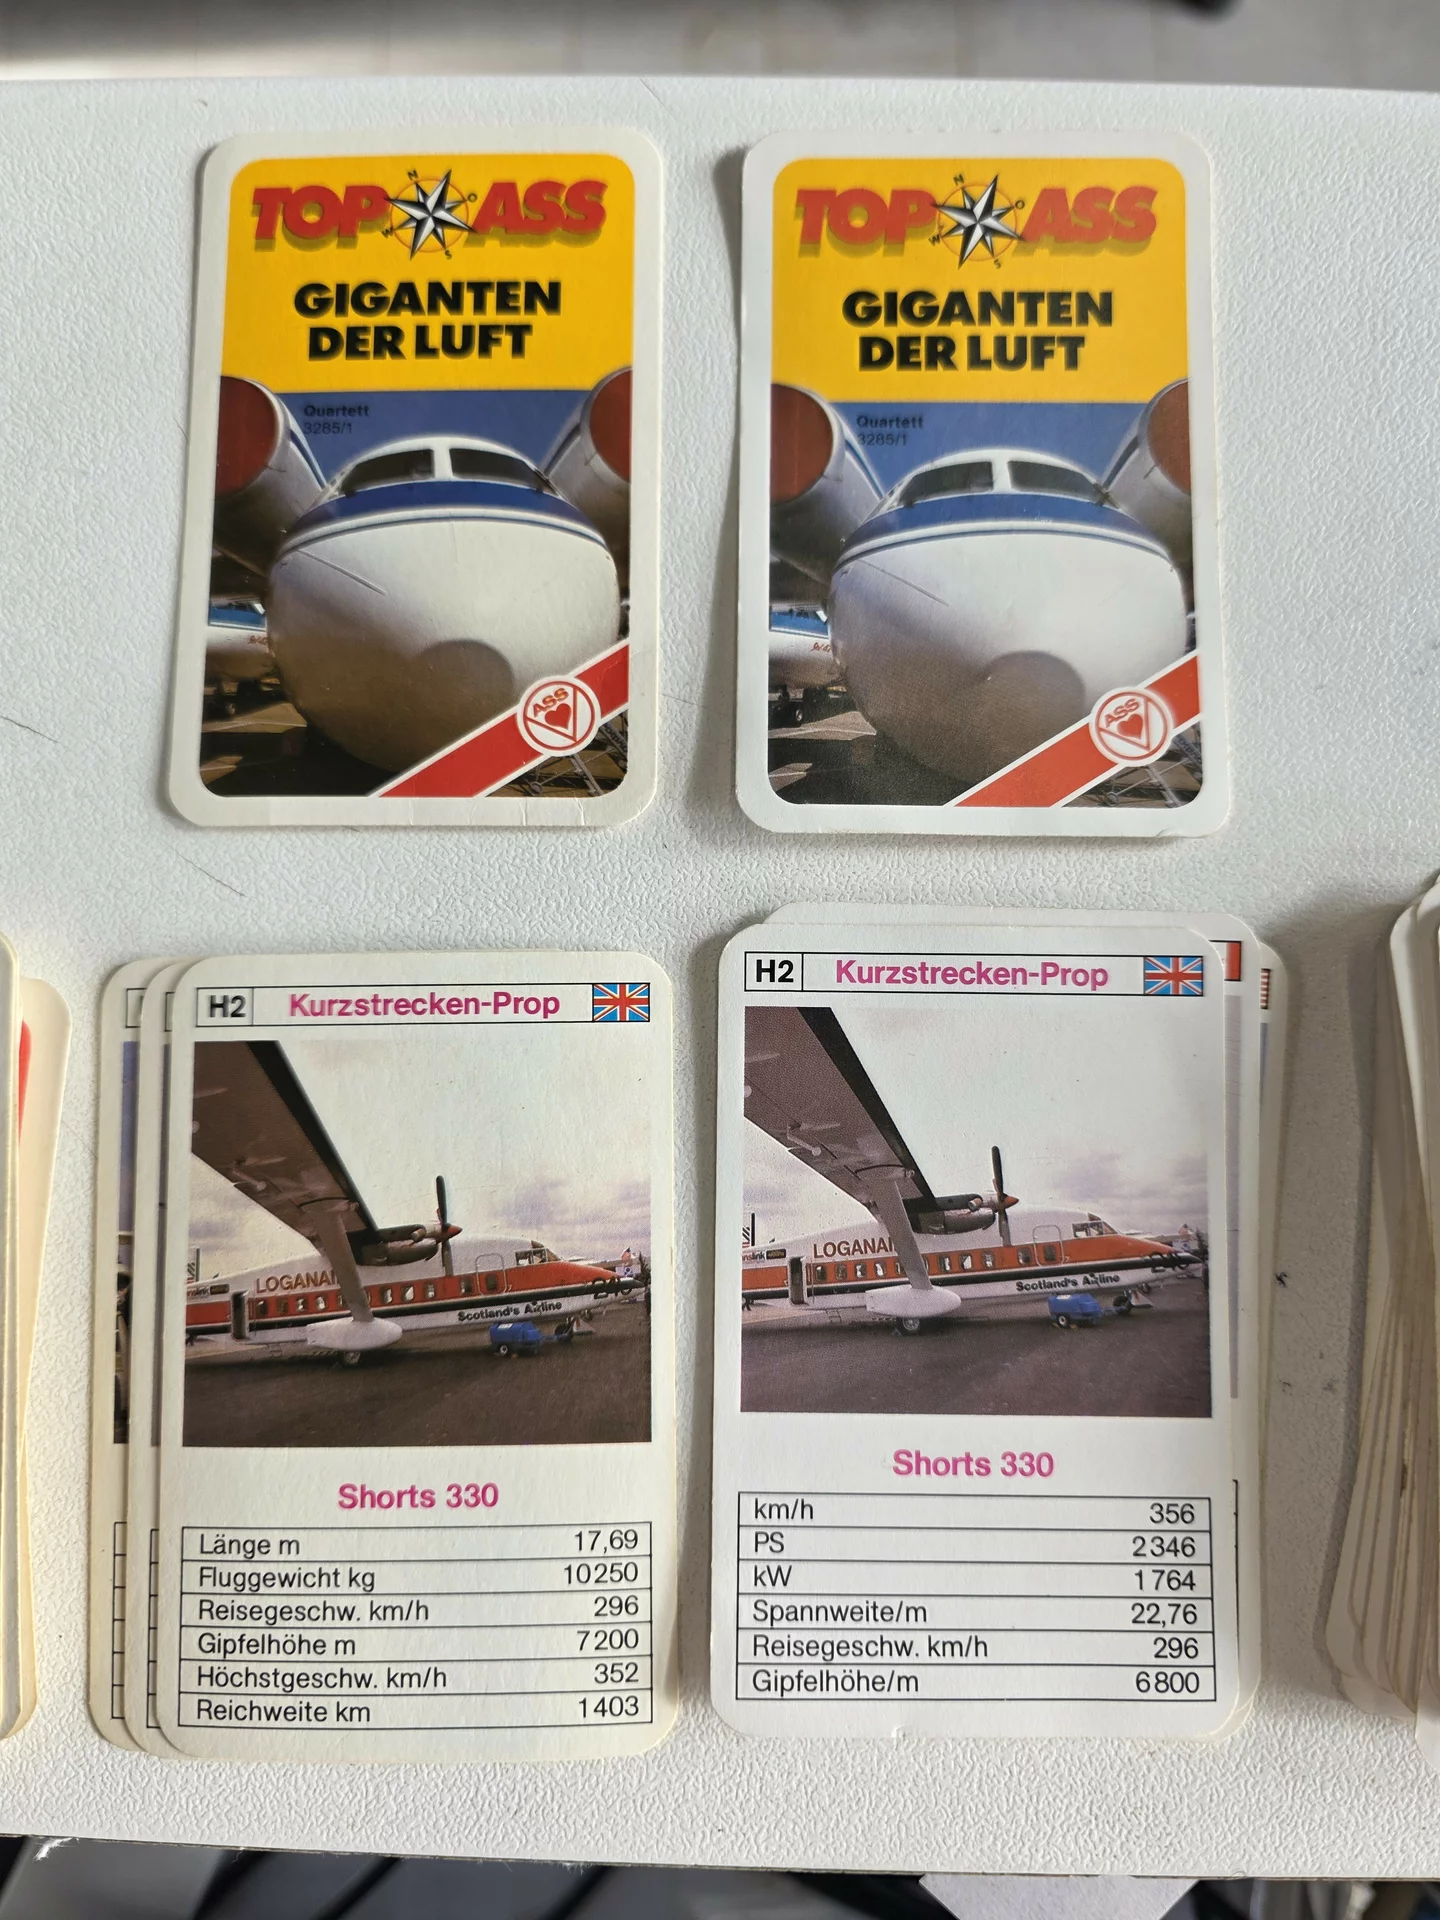 TOP ASS
N
O
S
W
GIGANTEN
DER LUFT
Quartett
3285/1
ASS
TOP ASS
N
O
S
W
GIGANTEN
DER LUFT
Quartett
3285/1
ASS
H2 Kurzstrecken-Prop
LOGANAI
Scotland's Airline
Shorts 330
Länge m 17,69
Fluggewicht kg 10250
Reisegeschw. km/h 296
Gipfelhöhe m 7200
Höchstgeschw. km/h 352
Reichweite km 1403
H2 Kurzstrecken-Prop
LOGANAI
Scotland's Airline
Shorts 330
km/h 356
PS 2346
kW 1764
Spannweite/m 22,76
Reisegeschw. km/h 296
Gipfelhöhe/m 6800